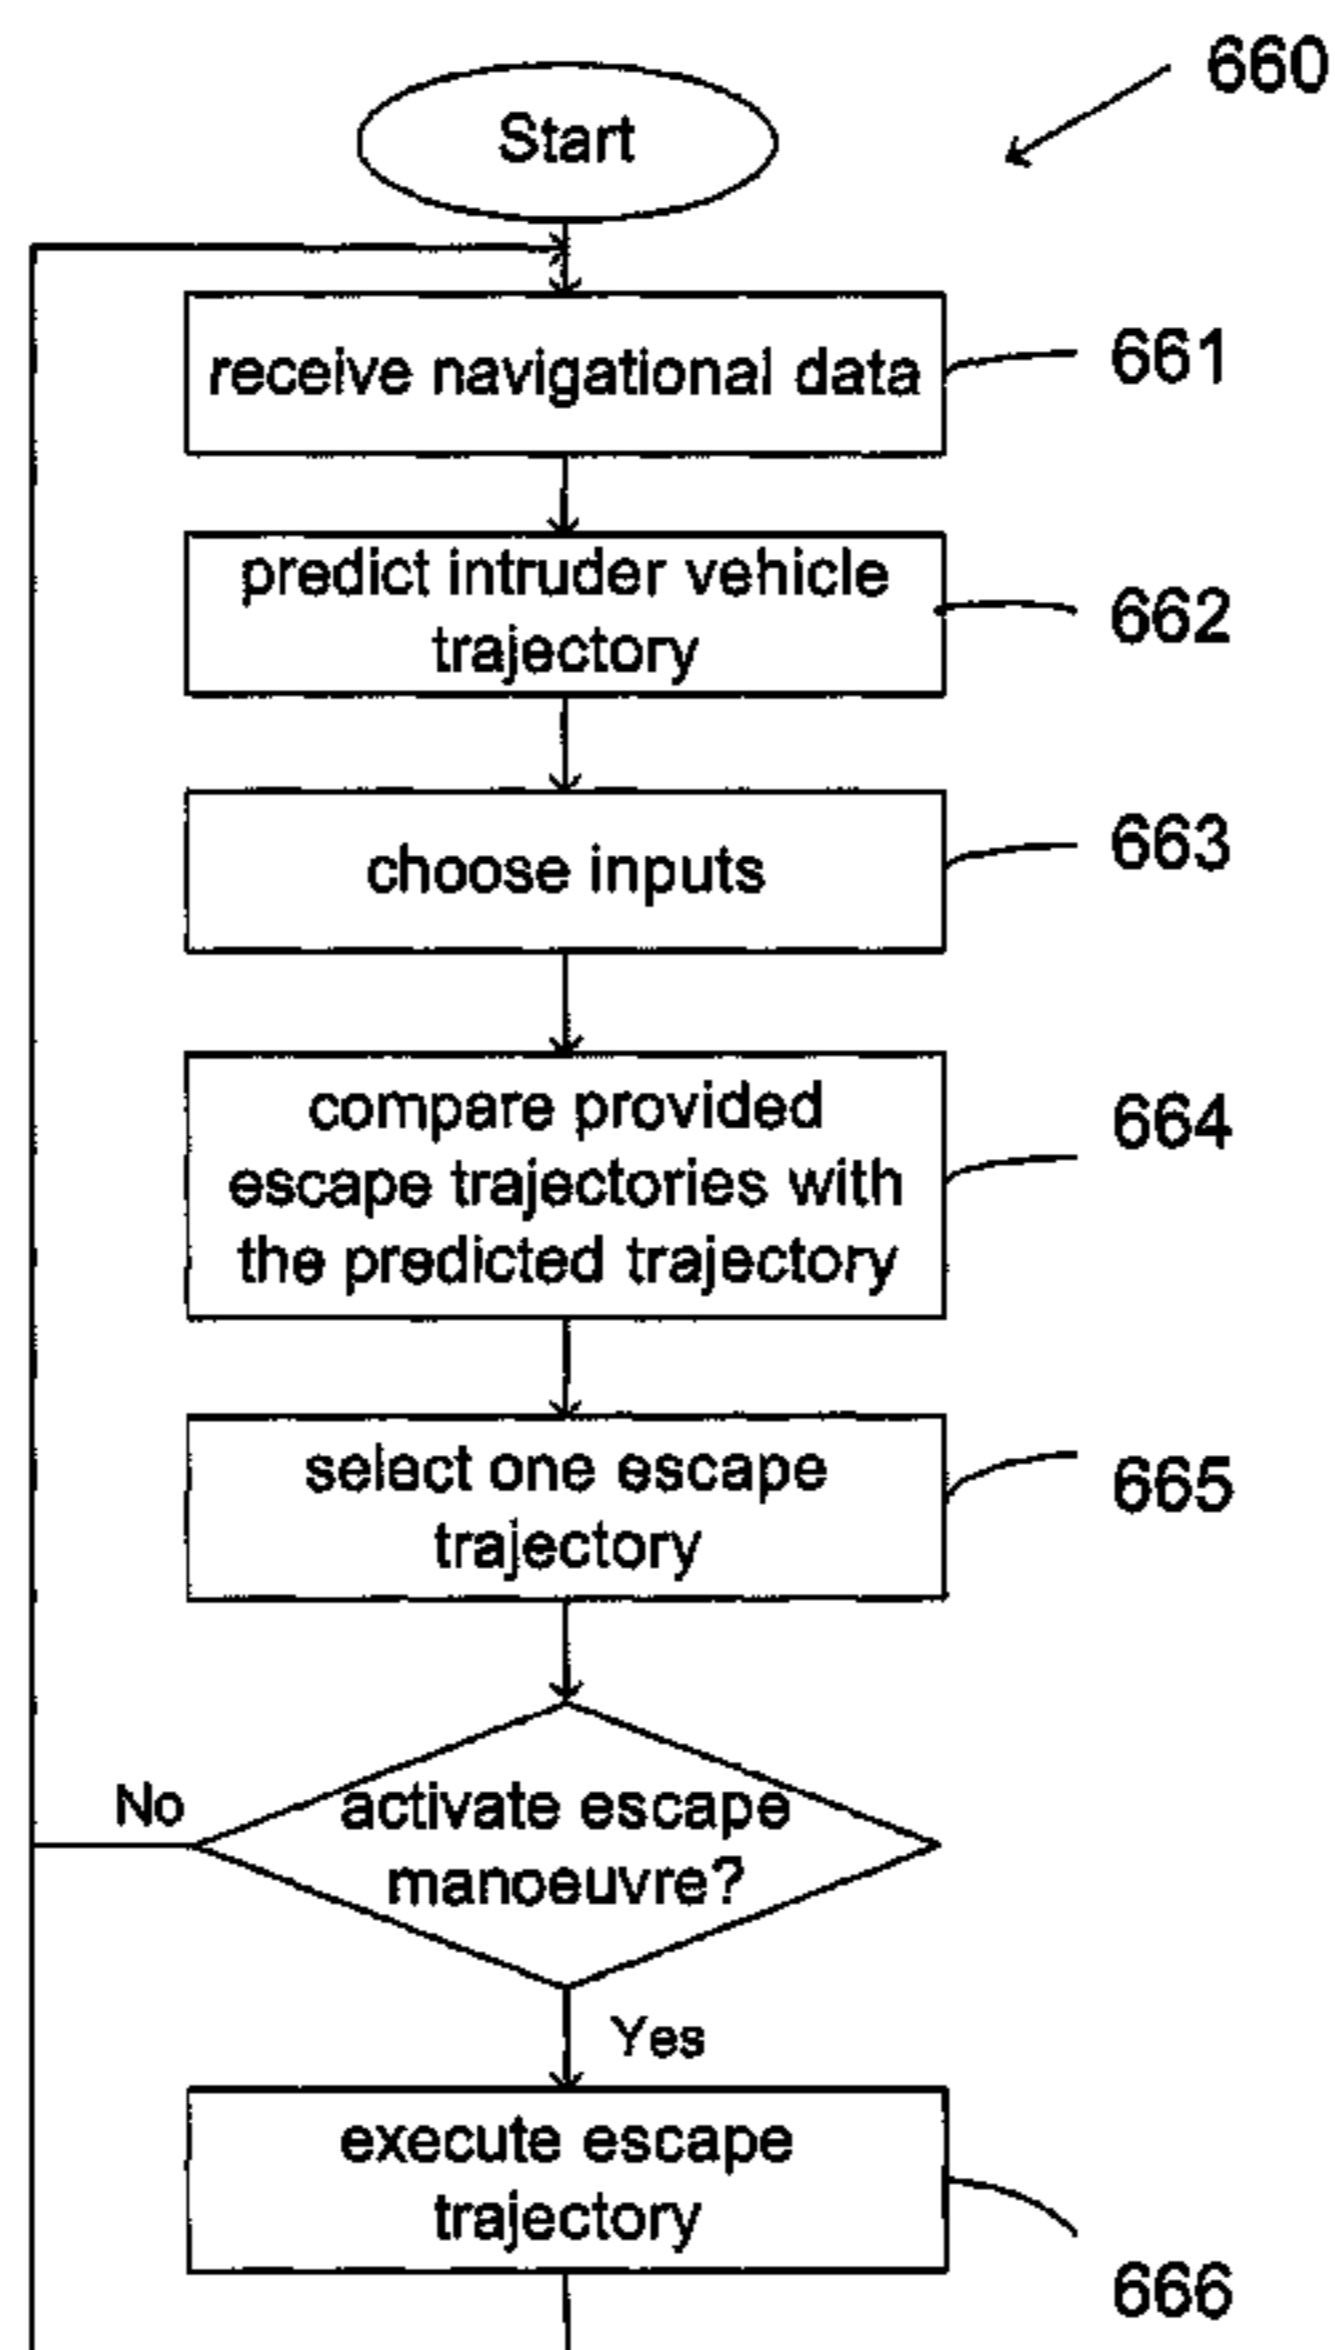 660
Start
receive navigational data
661
predict intruder vehicle
trajectory
662
choose inputs
663
compare provided
escape trajectories with
the predicted trajectory
664
select one escape
trajectory
665
No
activate escape
manoeuvre?
Yes
execute escape
trajectory
666